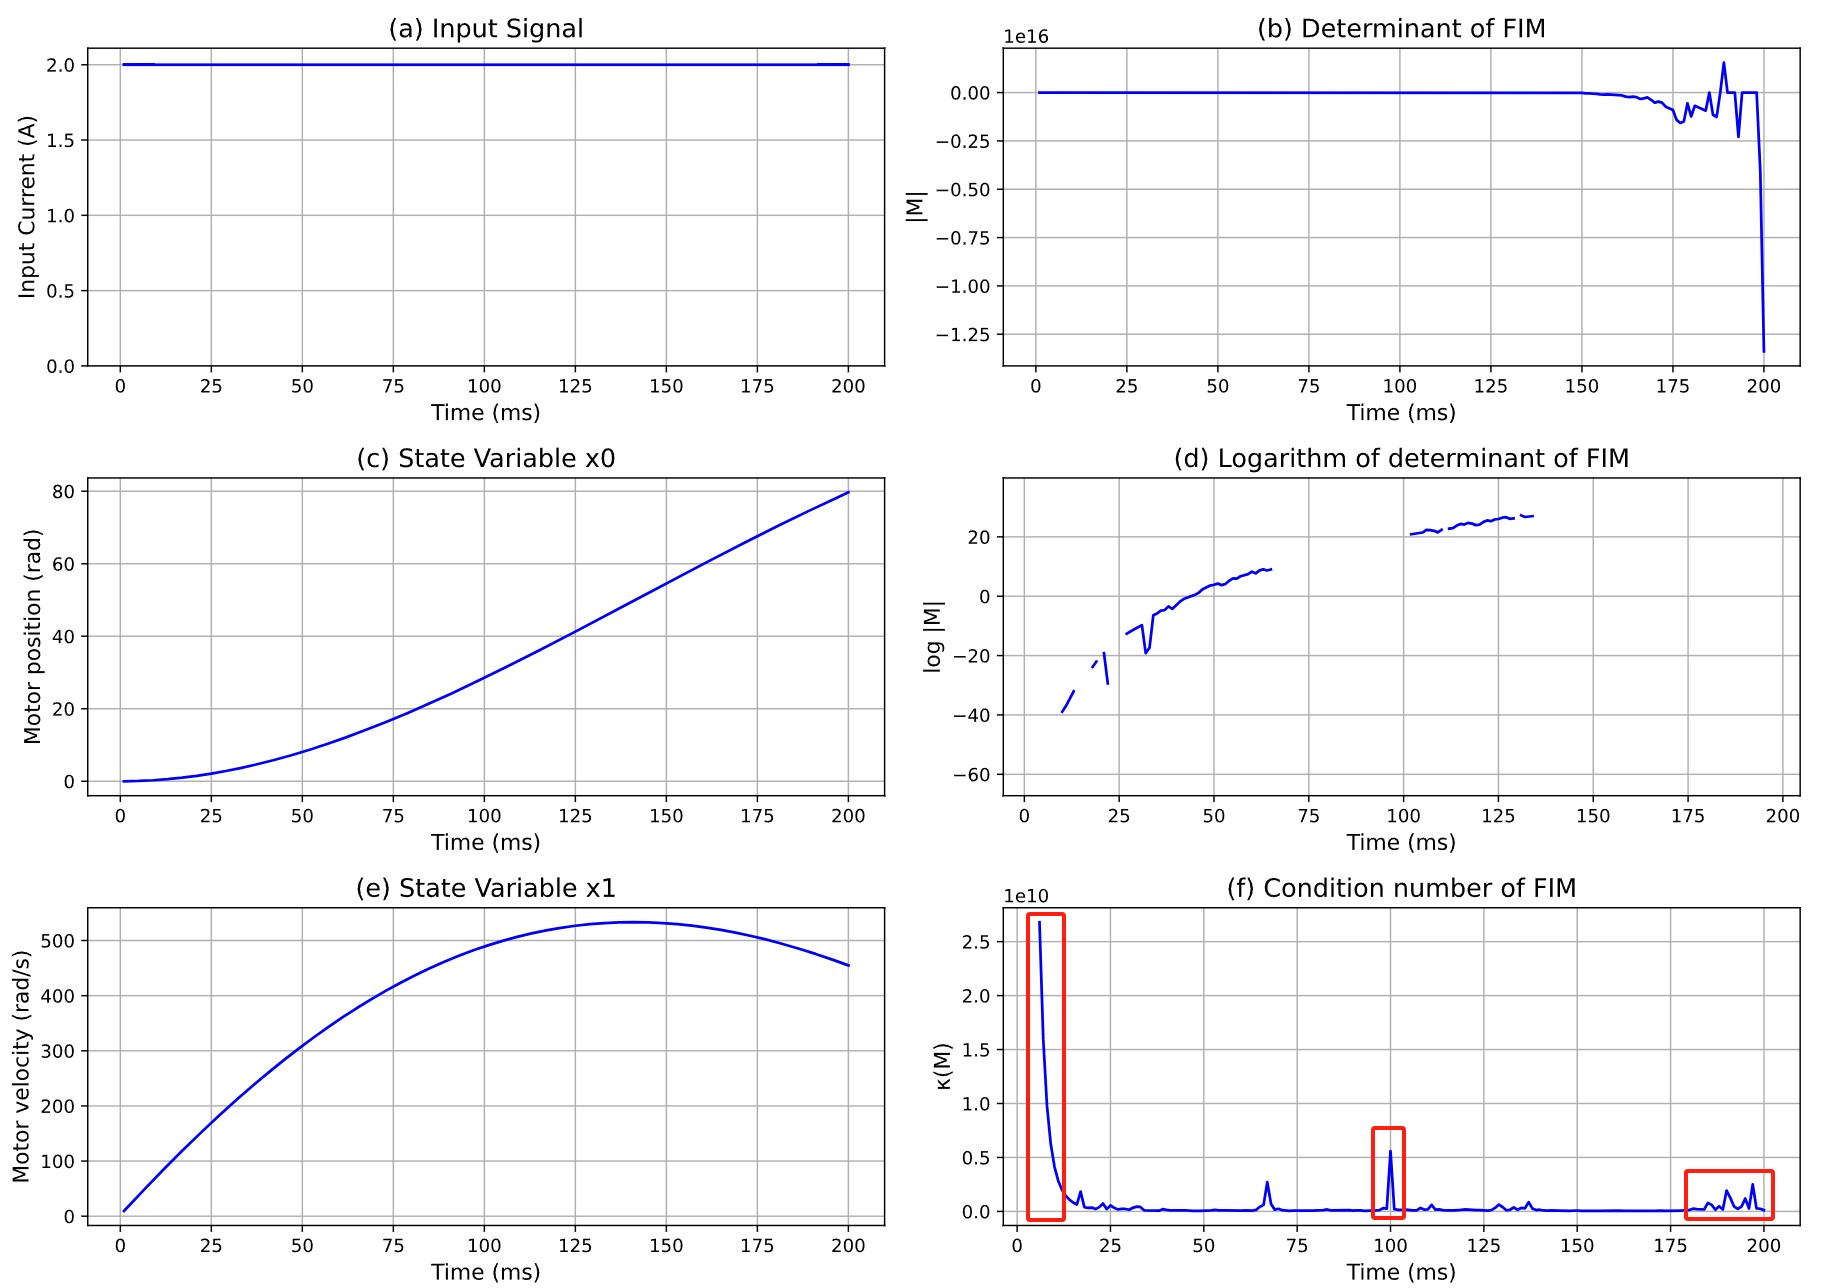 (a) Input Signal
2.0
1.5
1.0
0.5
0.0
Input Current (A)
0 25 50 75 100 125 150 175 200
Time (ms)
(b) Determinant of FIM
1e16
0.00
−0.25
−0.50
−0.75
−1.00
−1.25
|M|
0 25 50 75 100 125 150 175 200
Time (ms)
(c) State Variable x0
80
60
40
20
0
Motor position (rad)
0 25 50 75 100 125 150 175 200
Time (ms)
(d) Logarithm of determinant of FIM
20
0
−20
−40
−60
log |M|
0 25 50 75 100 125 150 175 200
Time (ms)
(e) State Variable x1
500
400
300
200
100
0
Motor velocity (rad/s)
0 25 50 75 100 125 150 175 200
Time (ms)
(f) Condition number of FIM
1e10
2.5
2.0
1.5
1.0
0.5
0.0
κ(M)
0 25 50 75 100 125 150 175 200
Time (ms)